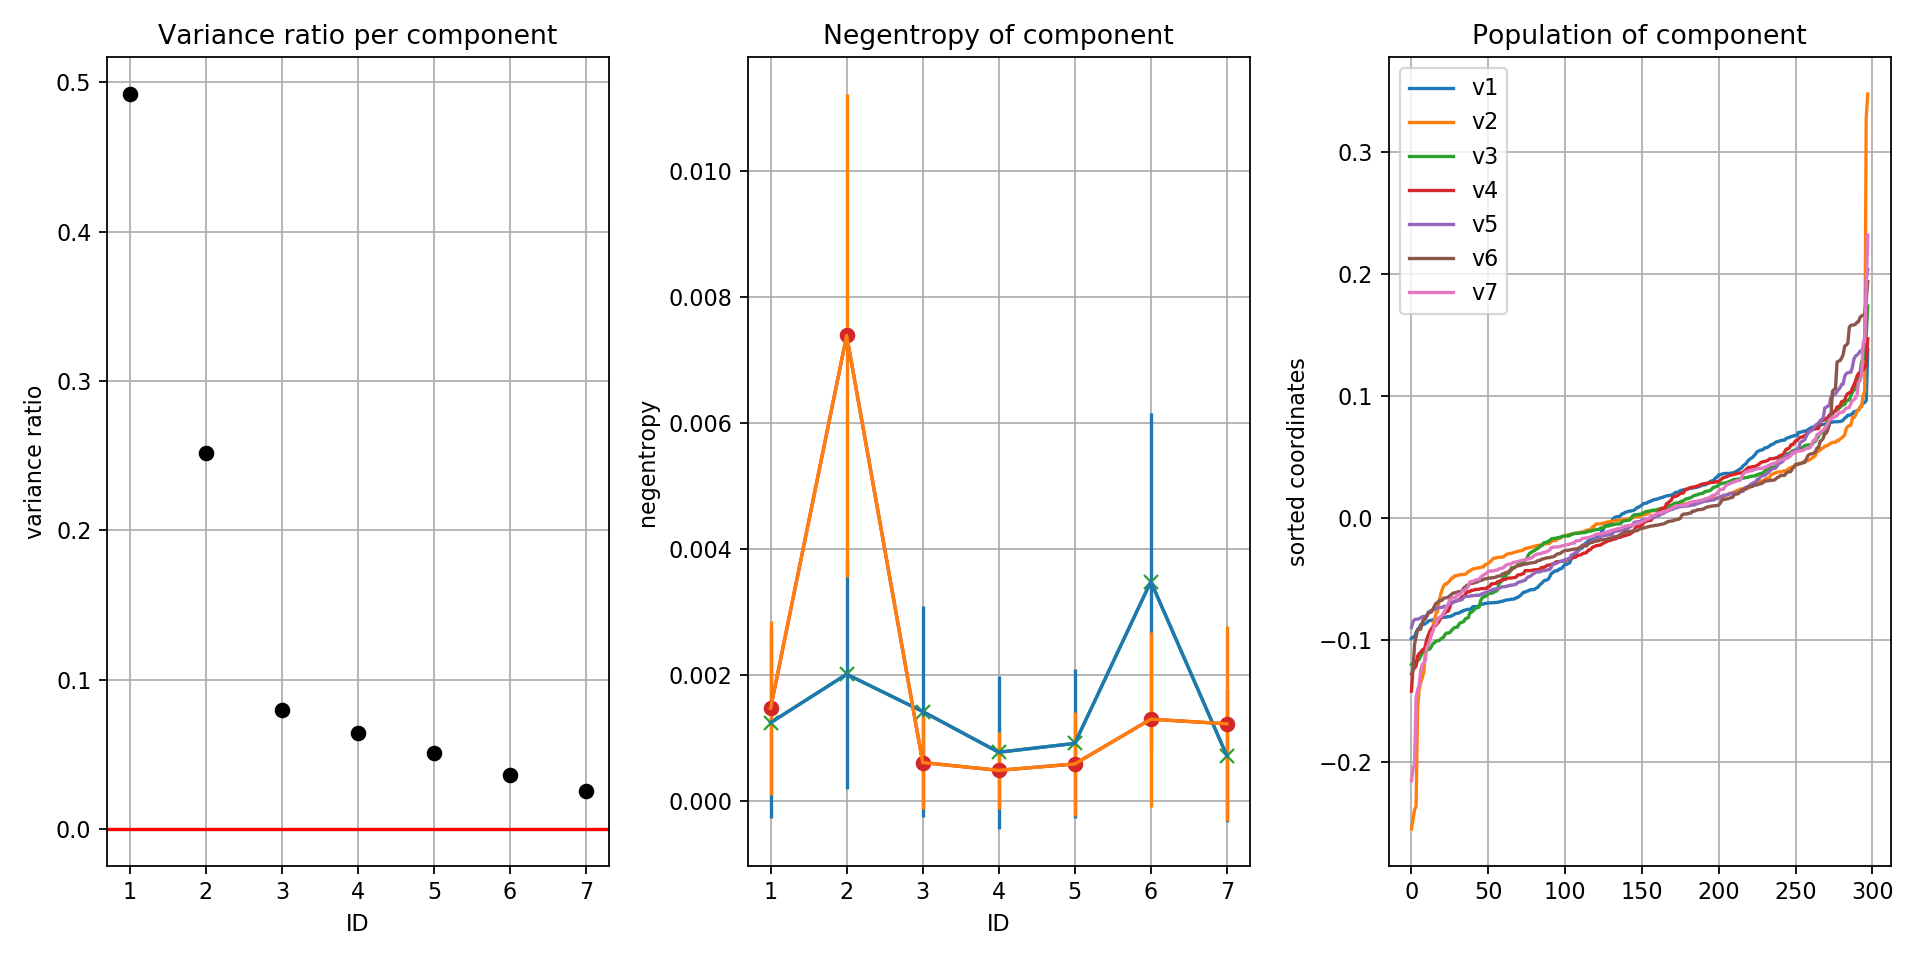 Variance ratio per component
0.5
0.4
0.3
0.2
0.1
0.0
variance ratio
1 2 3 4 5 6 7
ID
Negentropy of component
0.010
0.008
0.006
0.004
0.002
0.000
negentropy
1 2 3 4 5 6 7
ID
Population of component
v1
v2
v3
v4
v5
v6
v7
0.3
0.2
0.1
0.0
−0.1
−0.2
sorted coordinates
0 50 100 150 200 250 300